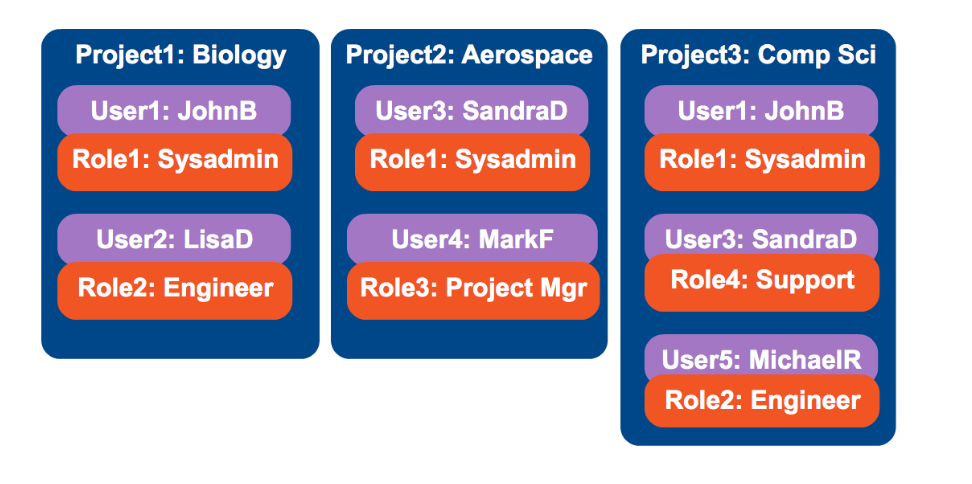 Project1: Biology
User1: JohnB
Role1: Sysadmin
User2: LisaD
Role2: Engineer
Project2: Aerospace
User3: SandraD
Role1: Sysadmin
User4: MarkF
Role3: Project Mgr
Project3: Comp Sci
User1: JohnB
Role1: Sysadmin
User3: SandraD
Role4: Support
User5: MichaelR
Role2: Engineer